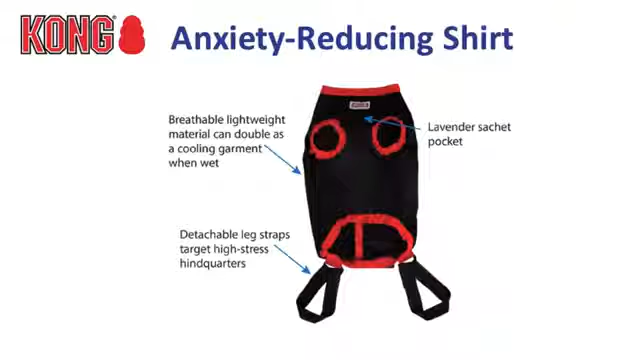 KONG
Anxiety-Reducing Shirt
Breathable lightweight
material can double as
a cooling garment
when wet
KONG
Lavender sachet
pocket
Detachable leg straps
target high-stress
hindquarters